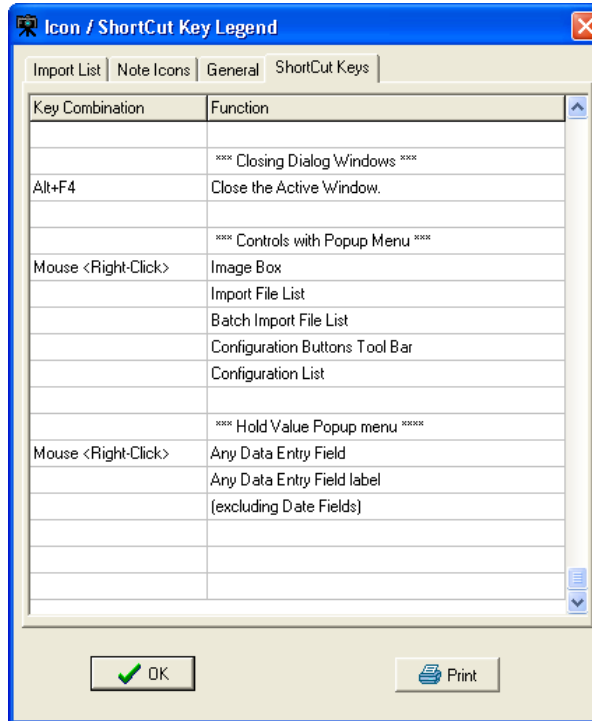 Icon / ShortCut Key Legend
Import List Note Icons General ShortCut Keys
Key Combination Function
*** Closing Dialog Windows ***
Alt+F4 Close the Active Window.
*** Controls with Popup Menu ***
Mouse <Right-Click> Image Box
Import File List
Batch Import File List
Configuration Buttons Tool Bar
Configuration List
*** Hold Value Popup menu ****
Mouse <Right-Click> Any Data Entry Field
Any Data Entry Field label
(excluding Date Fields)
OK Print